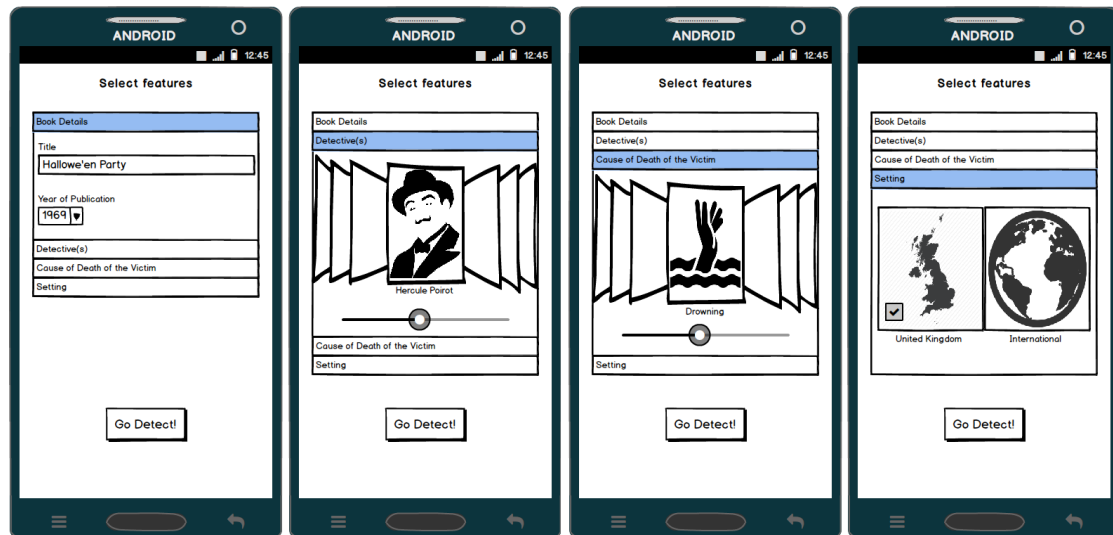 ANDROID
12:45
Select features
Book Details
Title
Hallowe'en Party
Year of Publication
1969
Detective(s)
Cause of Death of the Victim
Setting
Go Detect!
ANDROID
12:45
Select features
Book Details
Detective(s)
Hercule Poirot
Cause of Death of the Victim
Setting
Go Detect!
ANDROID
12:45
Select features
Book Details
Detective(s)
Cause of Death of the Victim
Drowning
Setting
Go Detect!
ANDROID
12:45
Select features
Book Details
Detective(s)
Cause of Death of the Victim
Setting
United Kingdom
International
Go Detect!